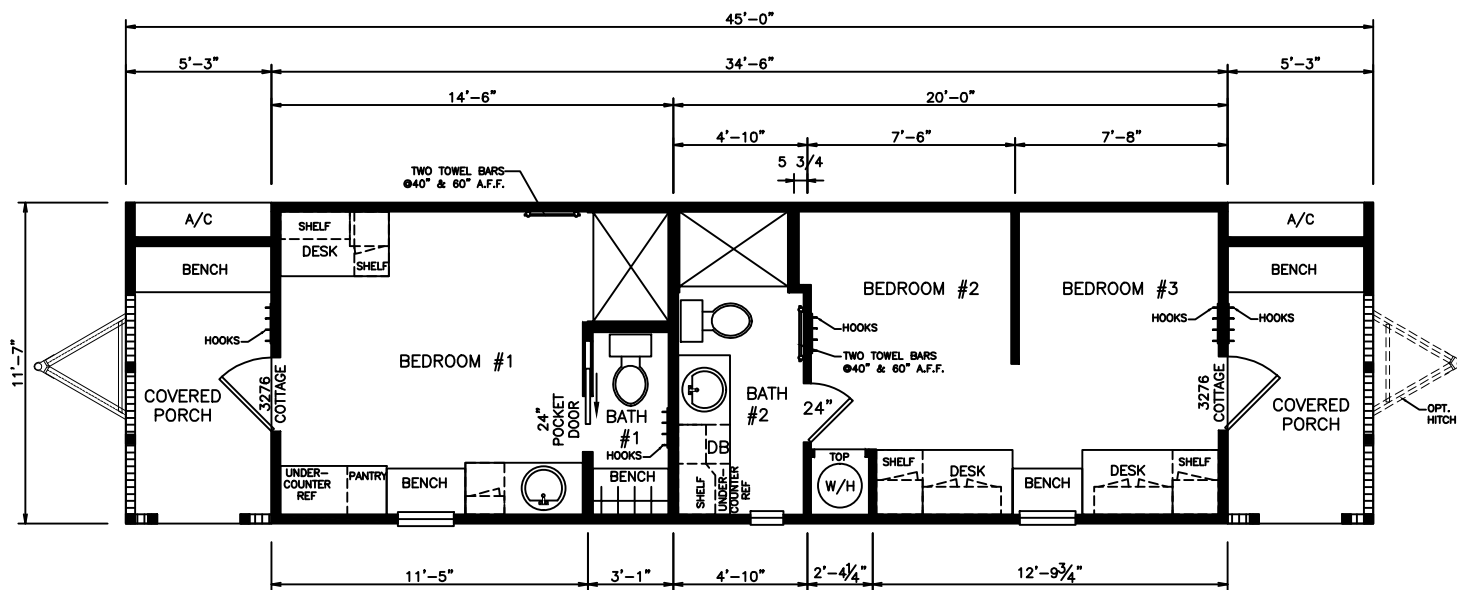 45'-0"
5'-3"
34'-6"
5'-3"
14'-6"
20'-0"
4'-10"
7'-6"
7'-8"
5 3/4
TWO TOWEL BARS
@40" & 60" A.F.F.
A/C
A/C
SHELF
DESK
SHELF
BENCH
BENCH
BEDROOM #2
BEDROOM #3
HOOKS
HOOKS
HOOKS
HOOKS
11'-7"
BEDROOM #1
TWO TOWEL BARS
@40" & 60" A.F.F.
3276
COTTAGE
3276
COTTAGE
COVERED
PORCH
24"
POCKET
DOOR
BATH
#1
BATH
#2
24"
COVERED
PORCH
OPT.
HITCH
HOOKS
DB
UNDER-
COUNTER
REF
PANTRY
BENCH
BENCH
SHELF
UNDER-
COUNTER
REF
TOP
W/H
SHELF
DESK
BENCH
DESK
SHELF
11'-5"
3'-1"
4'-10"
2'-4¼"
12'-9¾"